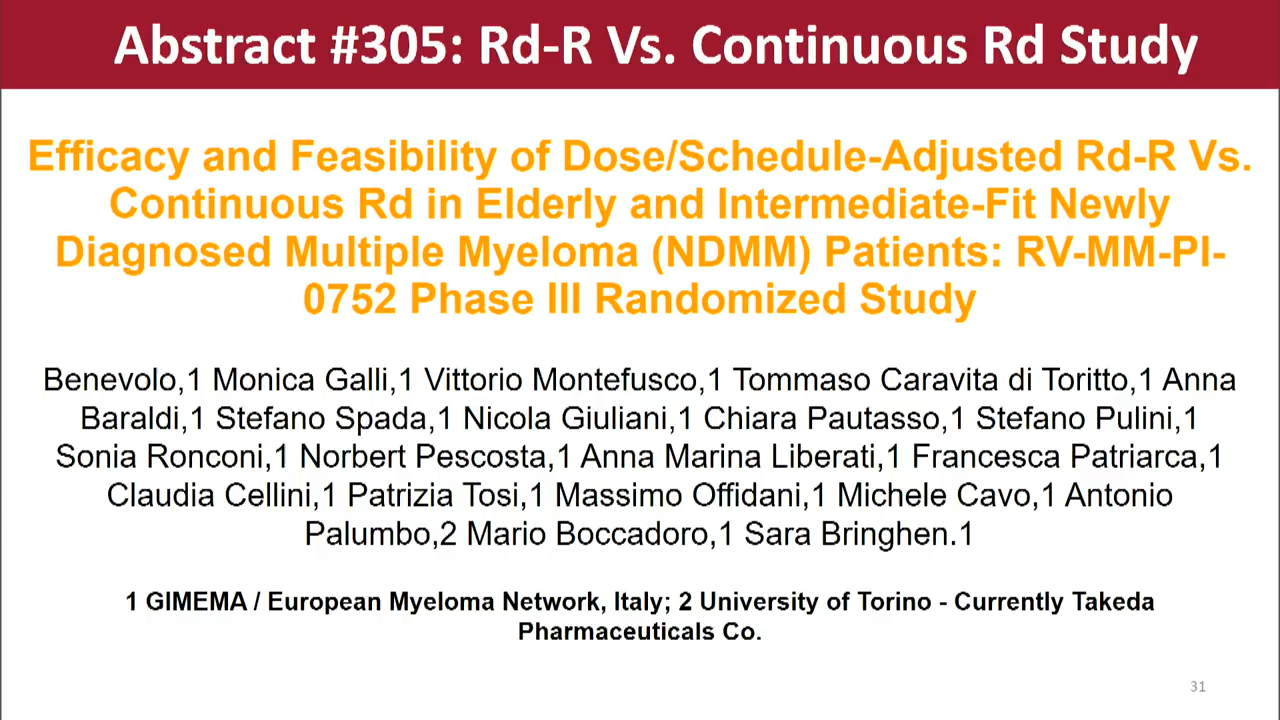 Abstract #305: Rd-R Vs. Continuous Rd Study
Efficacy and Feasibility of Dose/Schedule-Adjusted Rd-R Vs.
Continuous Rd in Elderly and Intermediate-Fit Newly
Diagnosed Multiple Myeloma (NDMM) Patients: RV-MM-PI-
0752 Phase III Randomized Study
Benevolo,1 Monica Galli,1 Vittorio Montefusco,1 Tommaso Caravita di Toritto,1 Anna
Baraldi,1 Stefano Spada,1 Nicola Giuliani,1 Chiara Pautasso,1 Stefano Pulini,1
Sonia Ronconi,1 Norbert Pescosta,1 Anna Marina Liberati,1 Francesca Patriarca,1
Claudia Cellini,1 Patrizia Tosi,1 Massimo Offidani,1 Michele Cavo,1 Antonio
Palumbo,2 Mario Boccadoro,1 Sara Bringhen.1
1 GIMEMA / European Myeloma Network, Italy; 2 University of Torino - Currently Takeda
Pharmaceuticals Co.
31